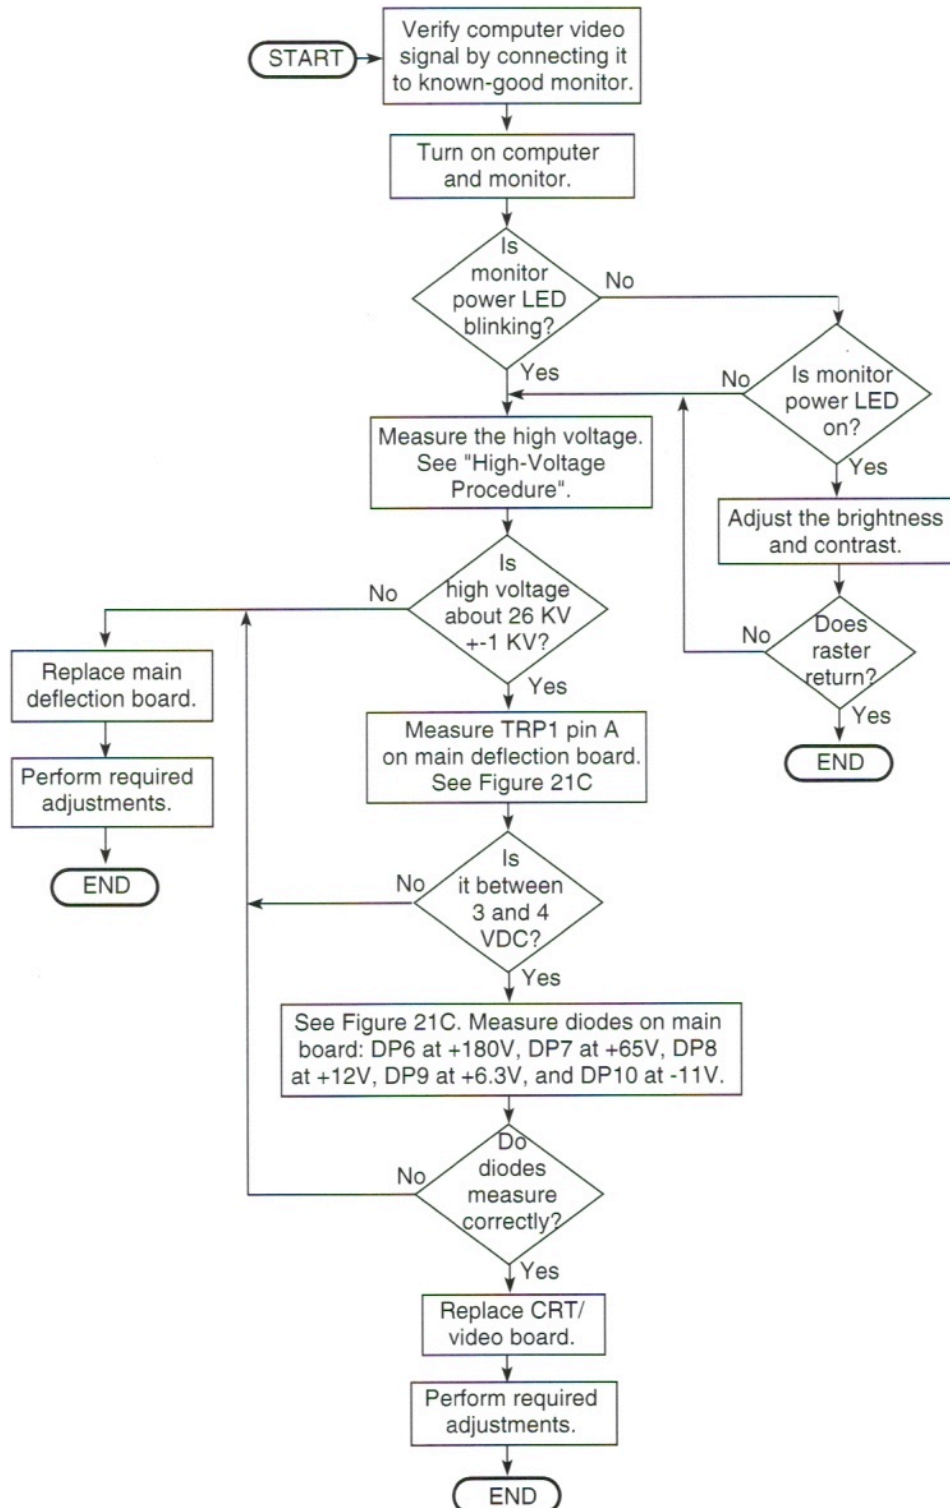 START
Verify computer video
signal by connecting it
to known-good monitor.
Turn on computer
and monitor.
Is
monitor
power LED
blinking?
No
Yes
Is monitor
power LED
on?
No
Yes
Adjust the brightness
and contrast.
Does
raster
return?
No
Yes
END
Measure the high voltage.
See "High-Voltage
Procedure".
Is
high voltage
about 26 KV
+-1 KV?
No
Yes
Replace main
deflection board.
Perform required
adjustments.
END
Measure TRP1 pin A
on main deflection board.
See Figure 21C
Is
it between
3 and 4
VDC?
No
Yes
See Figure 21C. Measure diodes on main
board: DP6 at +180V, DP7 at +65V, DP8
at +12V, DP9 at +6.3V, and DP10 at -11V.
Do
diodes
measure
correctly?
No
Yes
Replace CRT/
video board.
Perform required
adjustments.
END